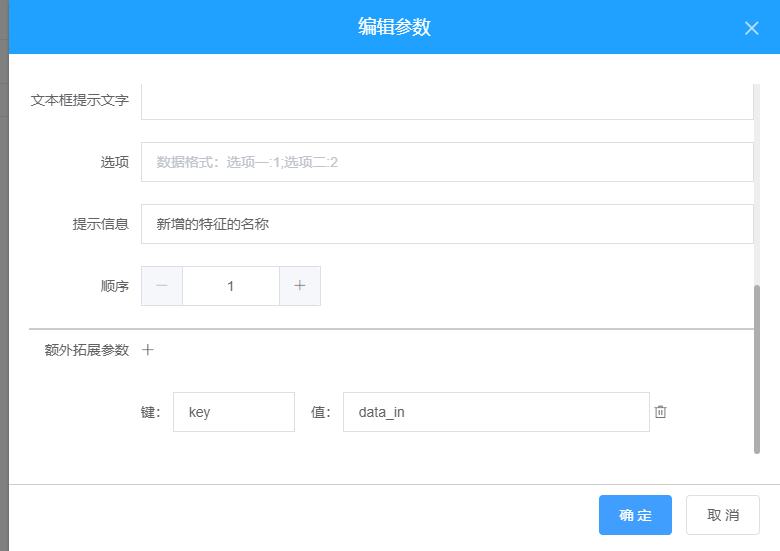 编辑参数
文本框提示文字
选项 数据格式：选项一:1;选项二:2
提示信息 新增的特征的名称
顺序 1
额外拓展参数
键： key 值： data_in
确 定 取 消